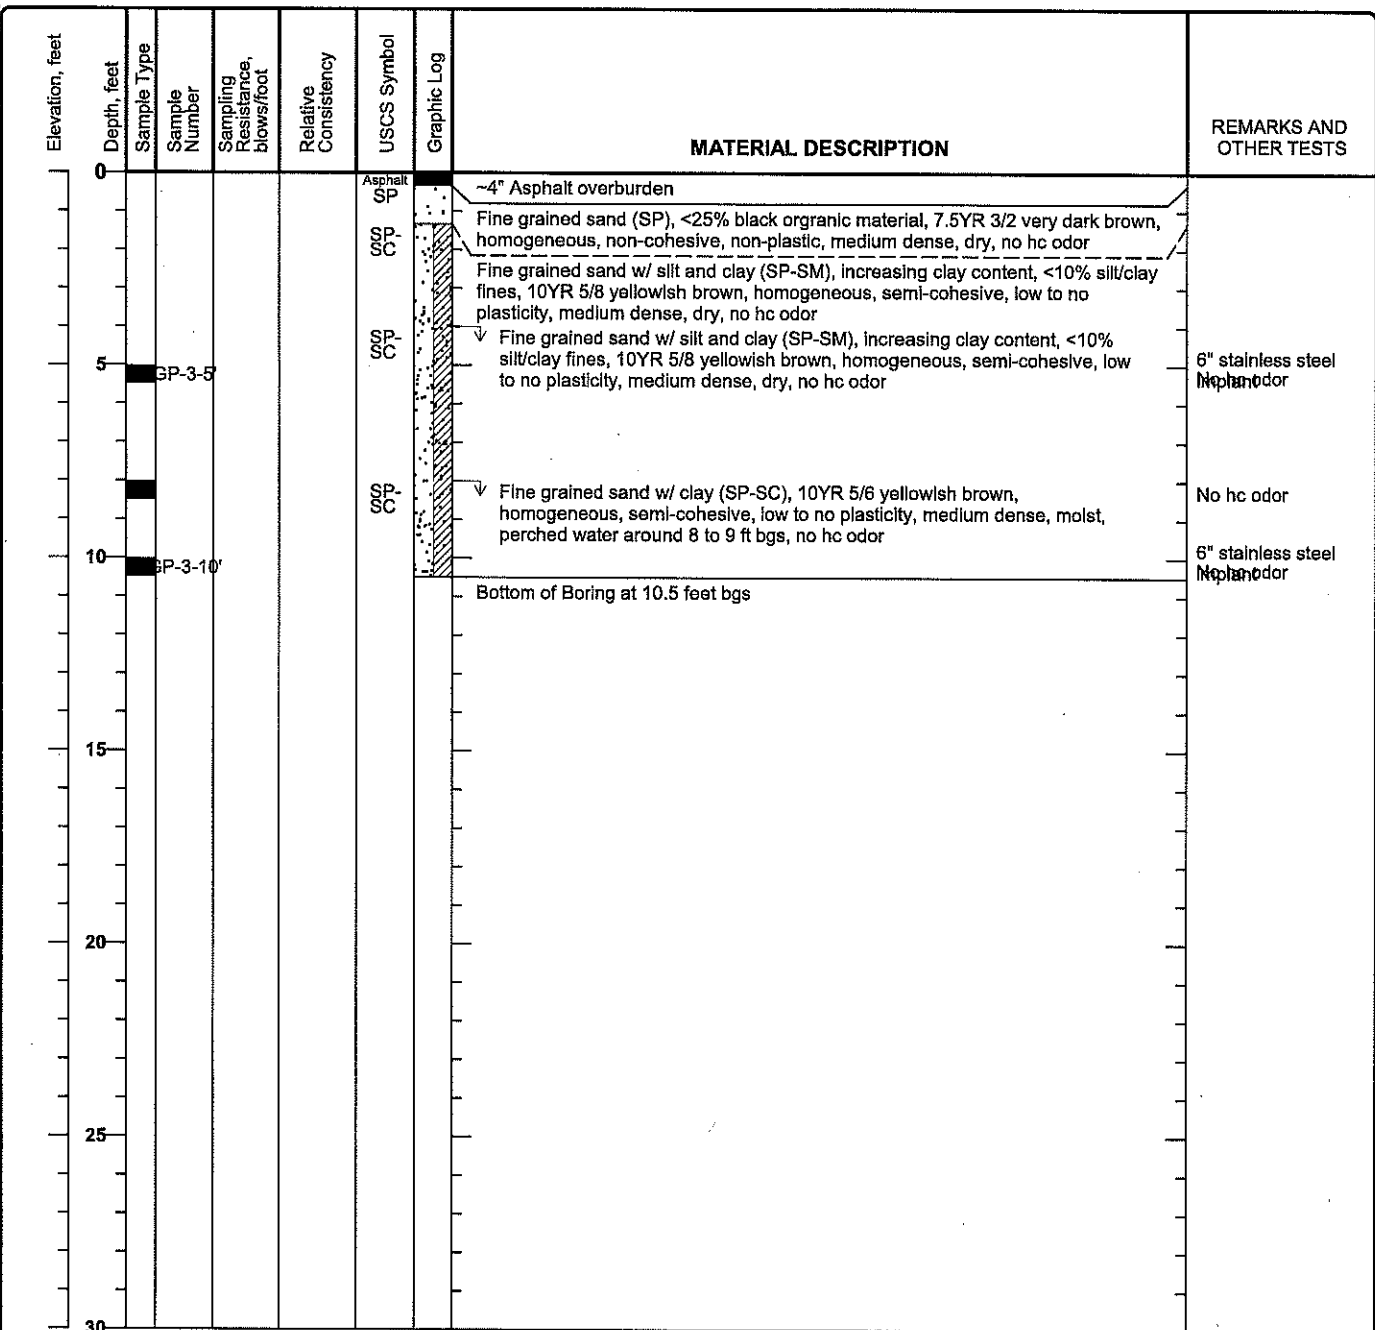 Elevation, feet
Depth, feet
Sample Type
Sample
Number
Sampling
Resistance,
blows/foot
Relative
Consistency
USCS Symbol
Graphic Log
MATERIAL DESCRIPTION
REMARKS AND
OTHER TESTS
0
Asphalt
SP
~4" Asphalt overburden
Fine grained sand (SP), <25% black orgranic material, 7.5YR 3/2 very dark brown,
homogeneous, non-cohesive, non-plastic, medium dense, dry, no hc odor
SP-
SC
Fine grained sand w/ silt and clay (SP-SM), increasing clay content, <10% silt/clay
fines, 10YR 5/8 yellowish brown, homogeneous, semi-cohesive, low to no
plasticity, medium dense, dry, no hc odor
SP-
SC
Fine grained sand w/ silt and clay (SP-SM), increasing clay content, <10%
silt/clay fines, 10YR 5/8 yellowish brown, homogeneous, semi-cohesive, low
to no plasticity, medium dense, dry, no hc odor
5
GP-3-5'
6" stainless steel
implant
No hc odor
SP-
SC
Fine grained sand w/ clay (SP-SC), 10YR 5/6 yellowish brown,
homogeneous, semi-cohesive, low to no plasticity, medium dense, moist,
perched water around 8 to 9 ft bgs, no hc odor
No hc odor
10
GP-3-10'
6" stainless steel
implant
No hc odor
Bottom of Boring at 10.5 feet bgs
15
20
25
30